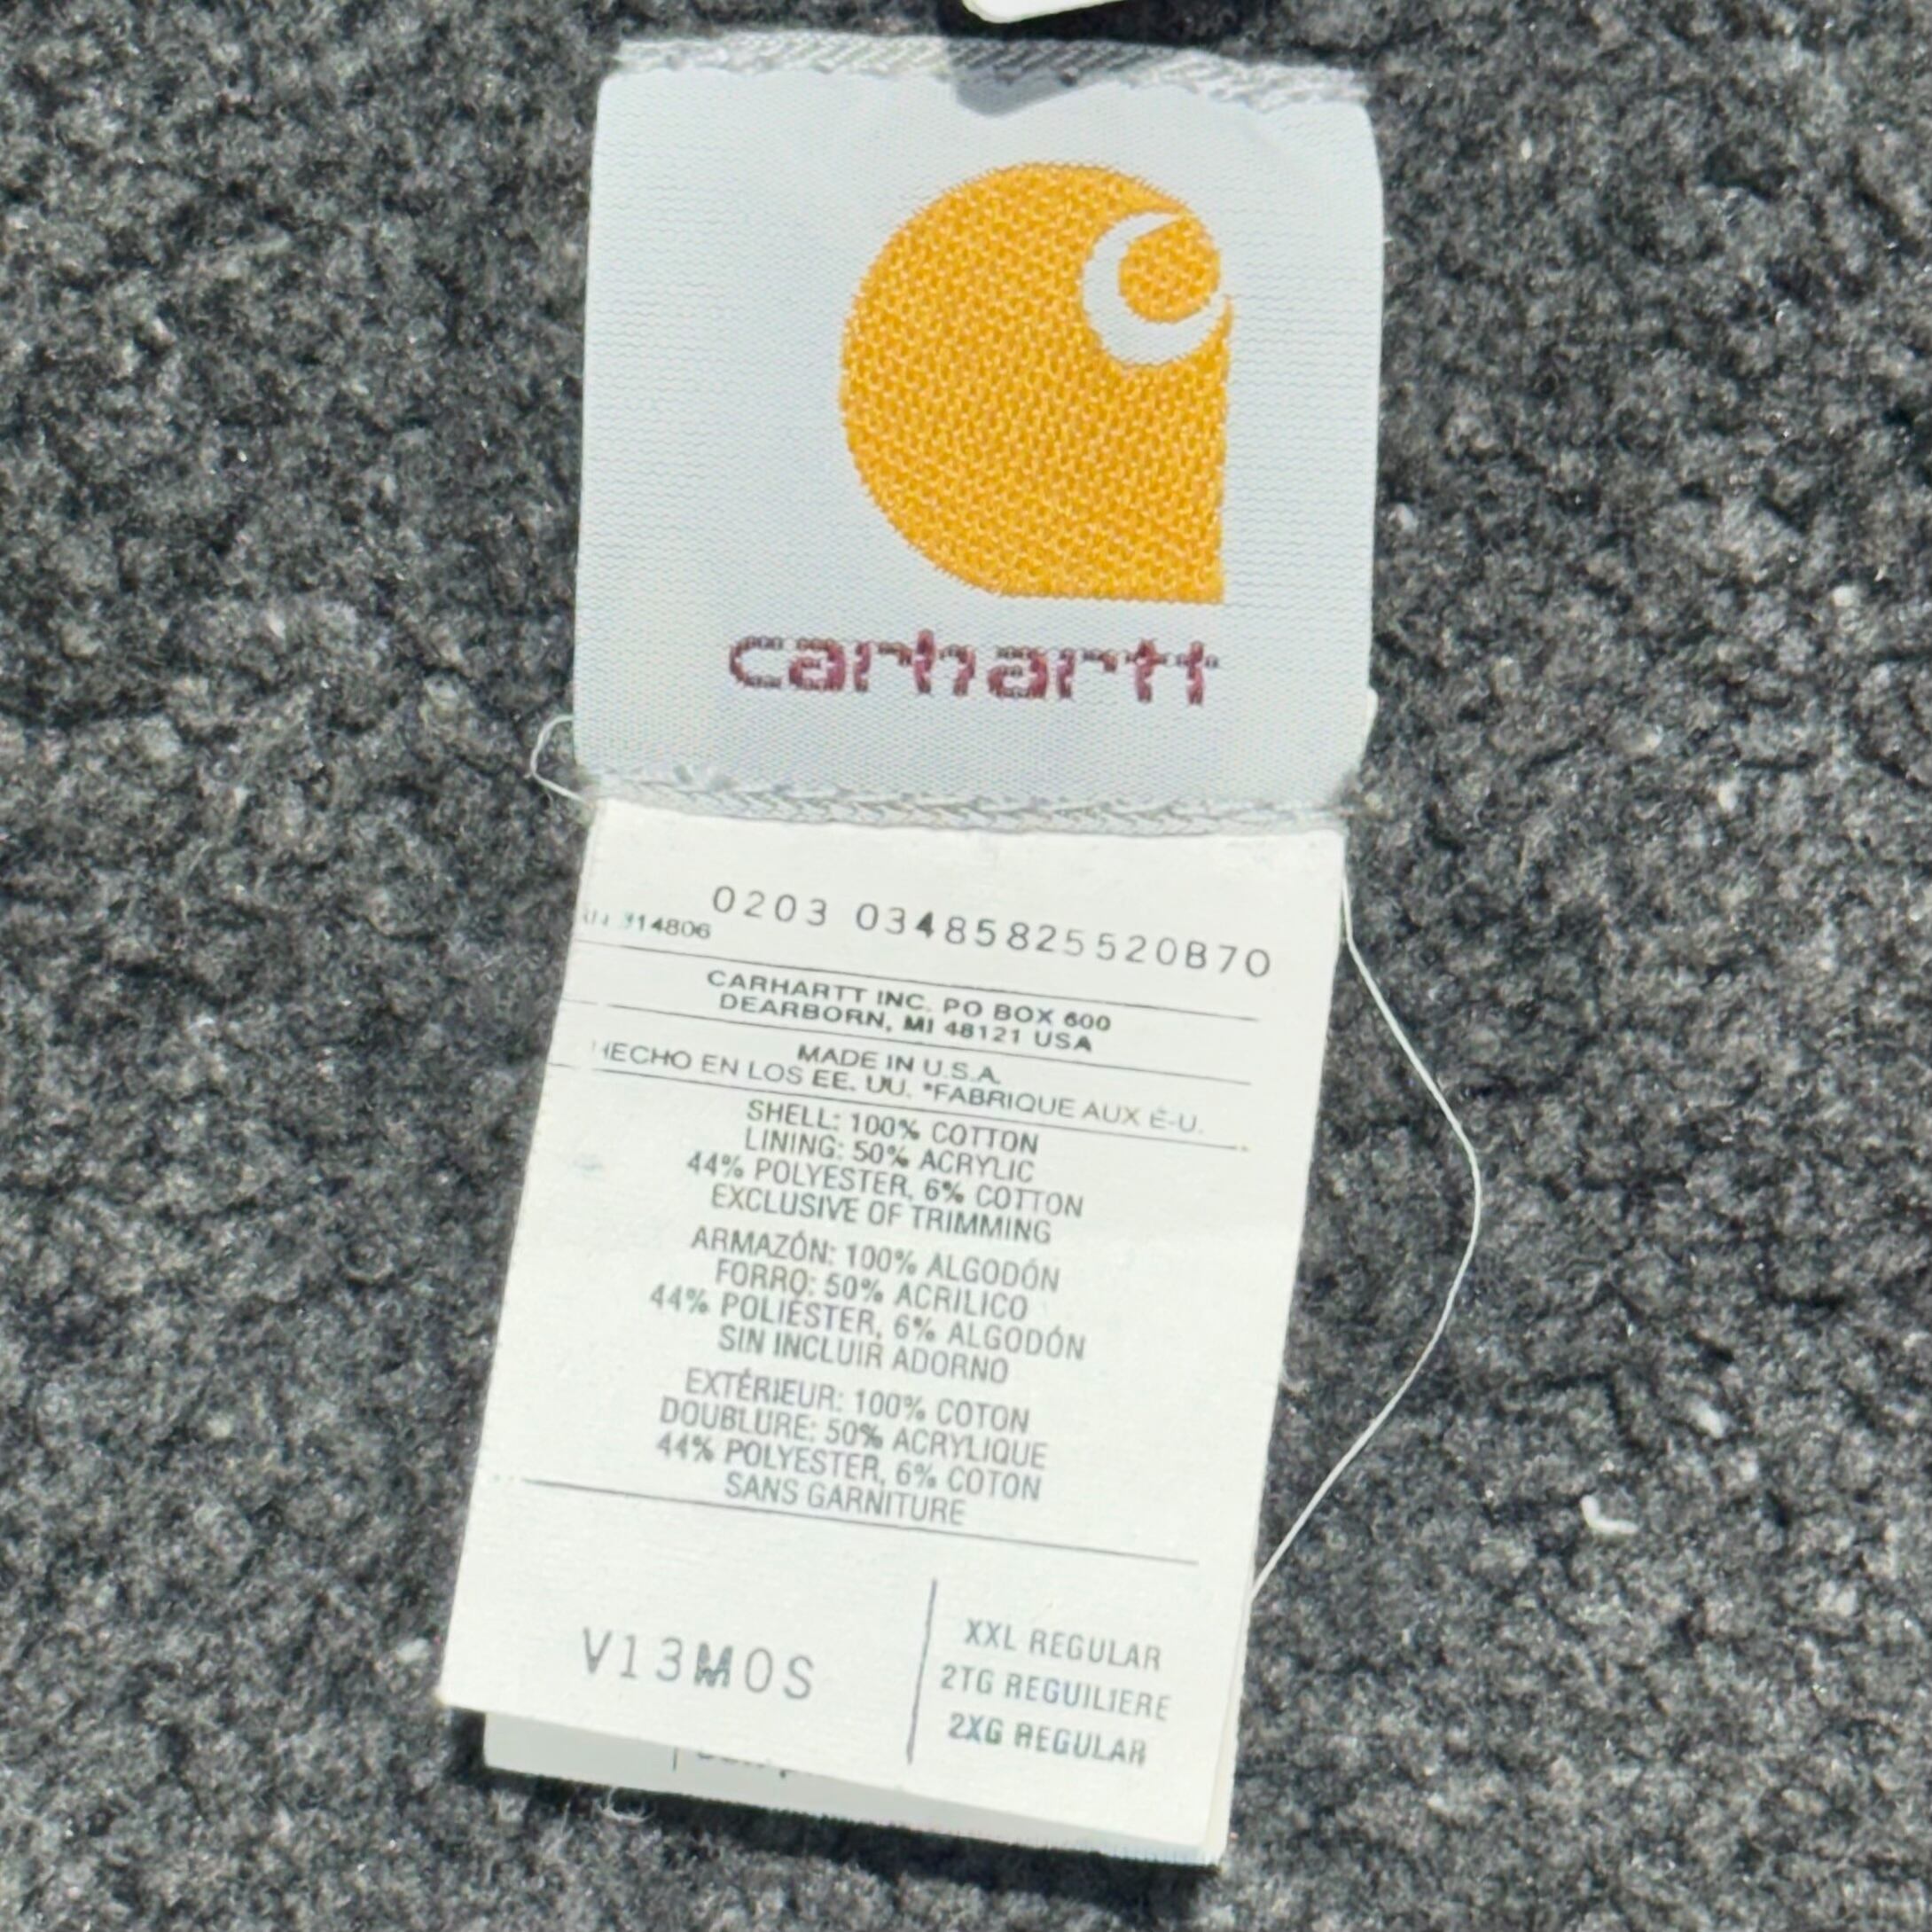 carhartt
0203 03485825520B70
14806
CARHARTT INC. PO BOX 600
DEARBORN, MI 48121 USA
MADE IN U.S.A.
HECHO EN LOS EE. UU. *FABRIQUE AUX É-U.
SHELL: 100% COTTON
LINING: 50% ACRYLIC
44% POLYESTER, 6% COTTON
EXCLUSIVE OF TRIMMING
ARMAZÓN: 100% ALGODÓN
FORRO: 50% ACRILICO
44% POLIÉSTER, 6% ALGODÓN
SIN INCLUIR ADORNO
EXTÉRIEUR: 100% COTON
DOUBLURE: 50% ACRYLIQUE
44% POLYESTER, 6% COTON
SANS GARNITURE
V13MOS
XXL REGULAR
2TG REGUILIERE
2XG REGULAR